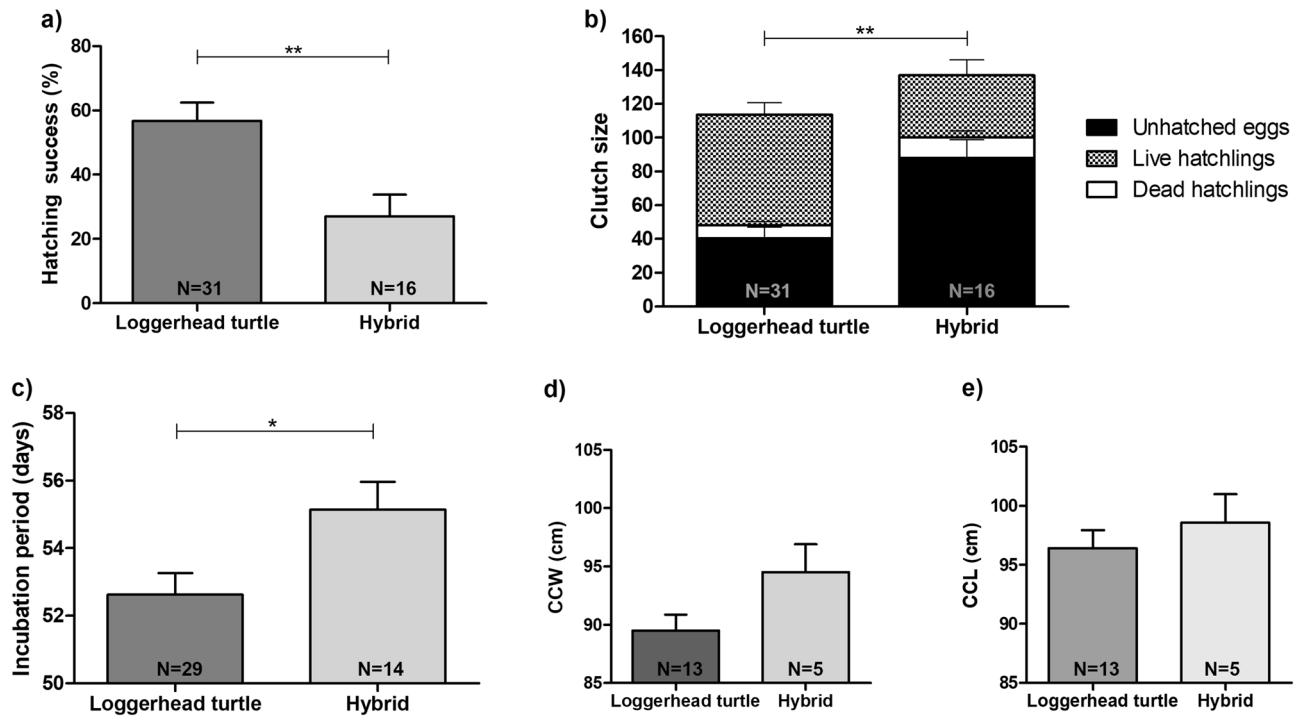 a)
Hatching success (%)
80
60
40
20
0
**
N=31
N=16
Loggerhead turtle
Hybrid
b)
Clutch size
160
140
120
100
80
60
40
20
0
**
N=31
N=16
Loggerhead turtle
Hybrid
Unhatched eggs
Live hatchlings
Dead hatchlings
c)
Incubation period (days)
58
56
54
52
50
*
N=29
N=14
Loggerhead turtle
Hybrid
d)
CCW (cm)
105
100
95
90
85
N=13
N=5
Loggerhead turtle
Hybrid
e)
CCL (cm)
105
100
95
90
85
N=13
N=5
Loggerhead turtle
Hybrid